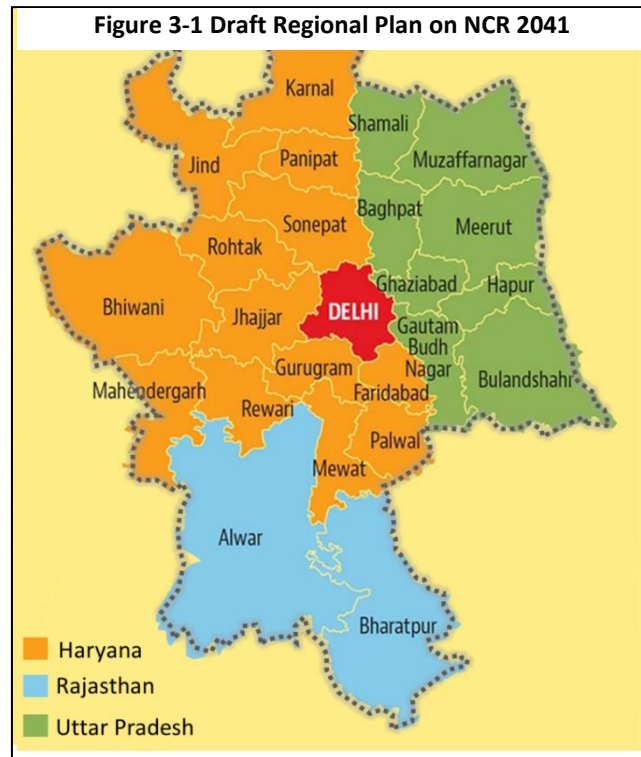 Figure 3-1 Draft Regional Plan on NCR 2041
Karnal
Shamali
Muzaffarnagar
Jind
Panipat
Baghpat
Meerut
Sonepat
Rohtak
Ghaziabad
Hapur
Bhiwani
Jhajjar
DELHI
Gautam
Budh
Nagar
Gurugram
Bulandshahr
Mahendergarh
Faridabad
Rewari
Palwal
Mewat
Alwar
Bharatpur
Haryana
Rajasthan
Uttar Pradesh